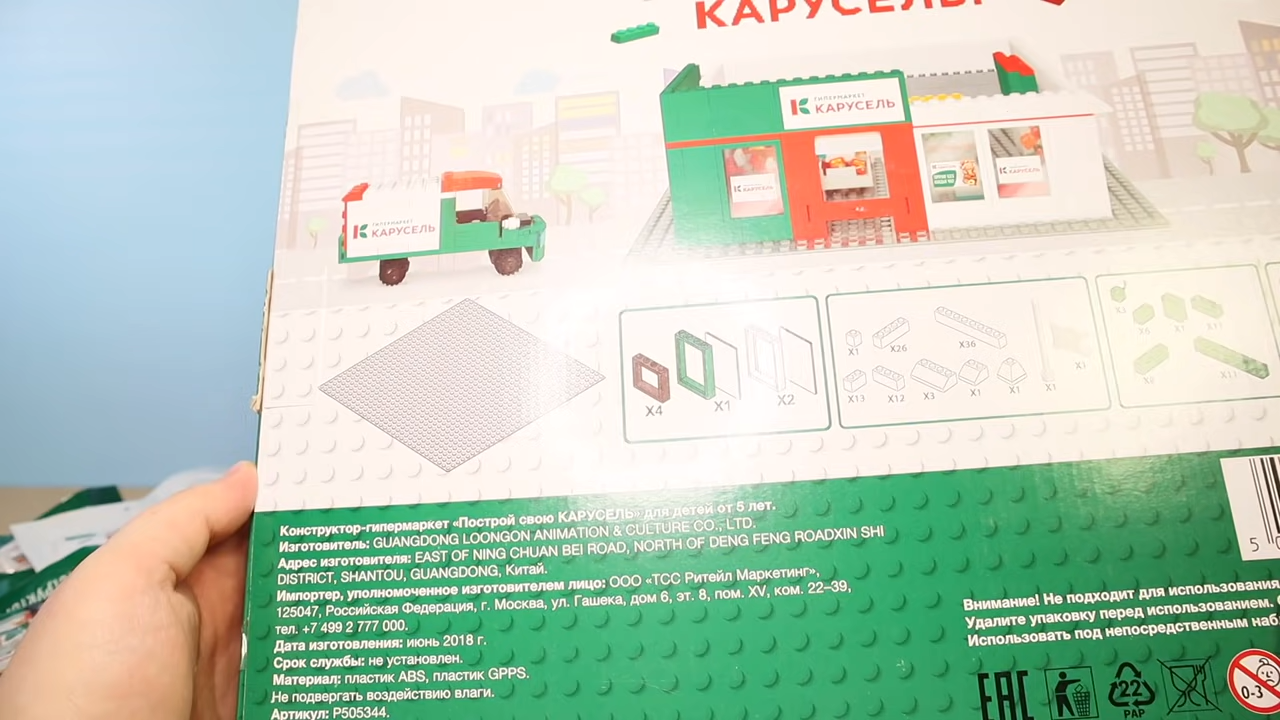 КАРУСЕЛЬ!
ГИПЕРМАРКЕТ
КАРУСЕЛЬ
КАРУСЕЛЬ
КАРУСЕЛЬ
ГИПЕРМАРКЕТ
КАРУСЕЛЬ
X4
X1
X2
X1
X26
X36
X13
X12
X3
X1
X1
X1
X3
Конструктор-гипермаркет «Построй свою КАРУСЕЛЬ» для детей от 5 лет.
Изготовитель: GUANGDONG LOONGON ANIMATION & CULTURE CO., LTD.
Адрес изготовителя: EAST OF NING CHUAN BEI ROAD, NORTH OF DENG FENG ROADXIN SHI
DISTRICT, SHANTOU, GUANGDONG, Китай.
Импортер, уполномоченное изготовителем лицо: ООО «ТСС Ритейл Маркетинг»,
125047, Российская Федерация, г. Москва, ул. Гашека, дом 6, эт. 8, пом. XV, ком. 22–39,
тел. +7 499 2 777 000.
Дата изготовления: июнь 2018 г.
Срок службы: не установлен.
Материал: пластик ABS, пластик GPPS.
Не подвергать воздействию влаги.
Артикул: P505344.
5
Внимание! Не подходит для использования
Удалите упаковку перед использованием.
Использовать под непосредственным наб
EAC
22
PAP
0-3